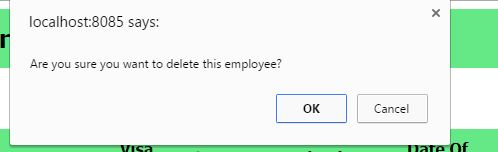 localhost:8085 says:
Are you sure you want to delete this employee?
OK Cancel
Visa Date Of